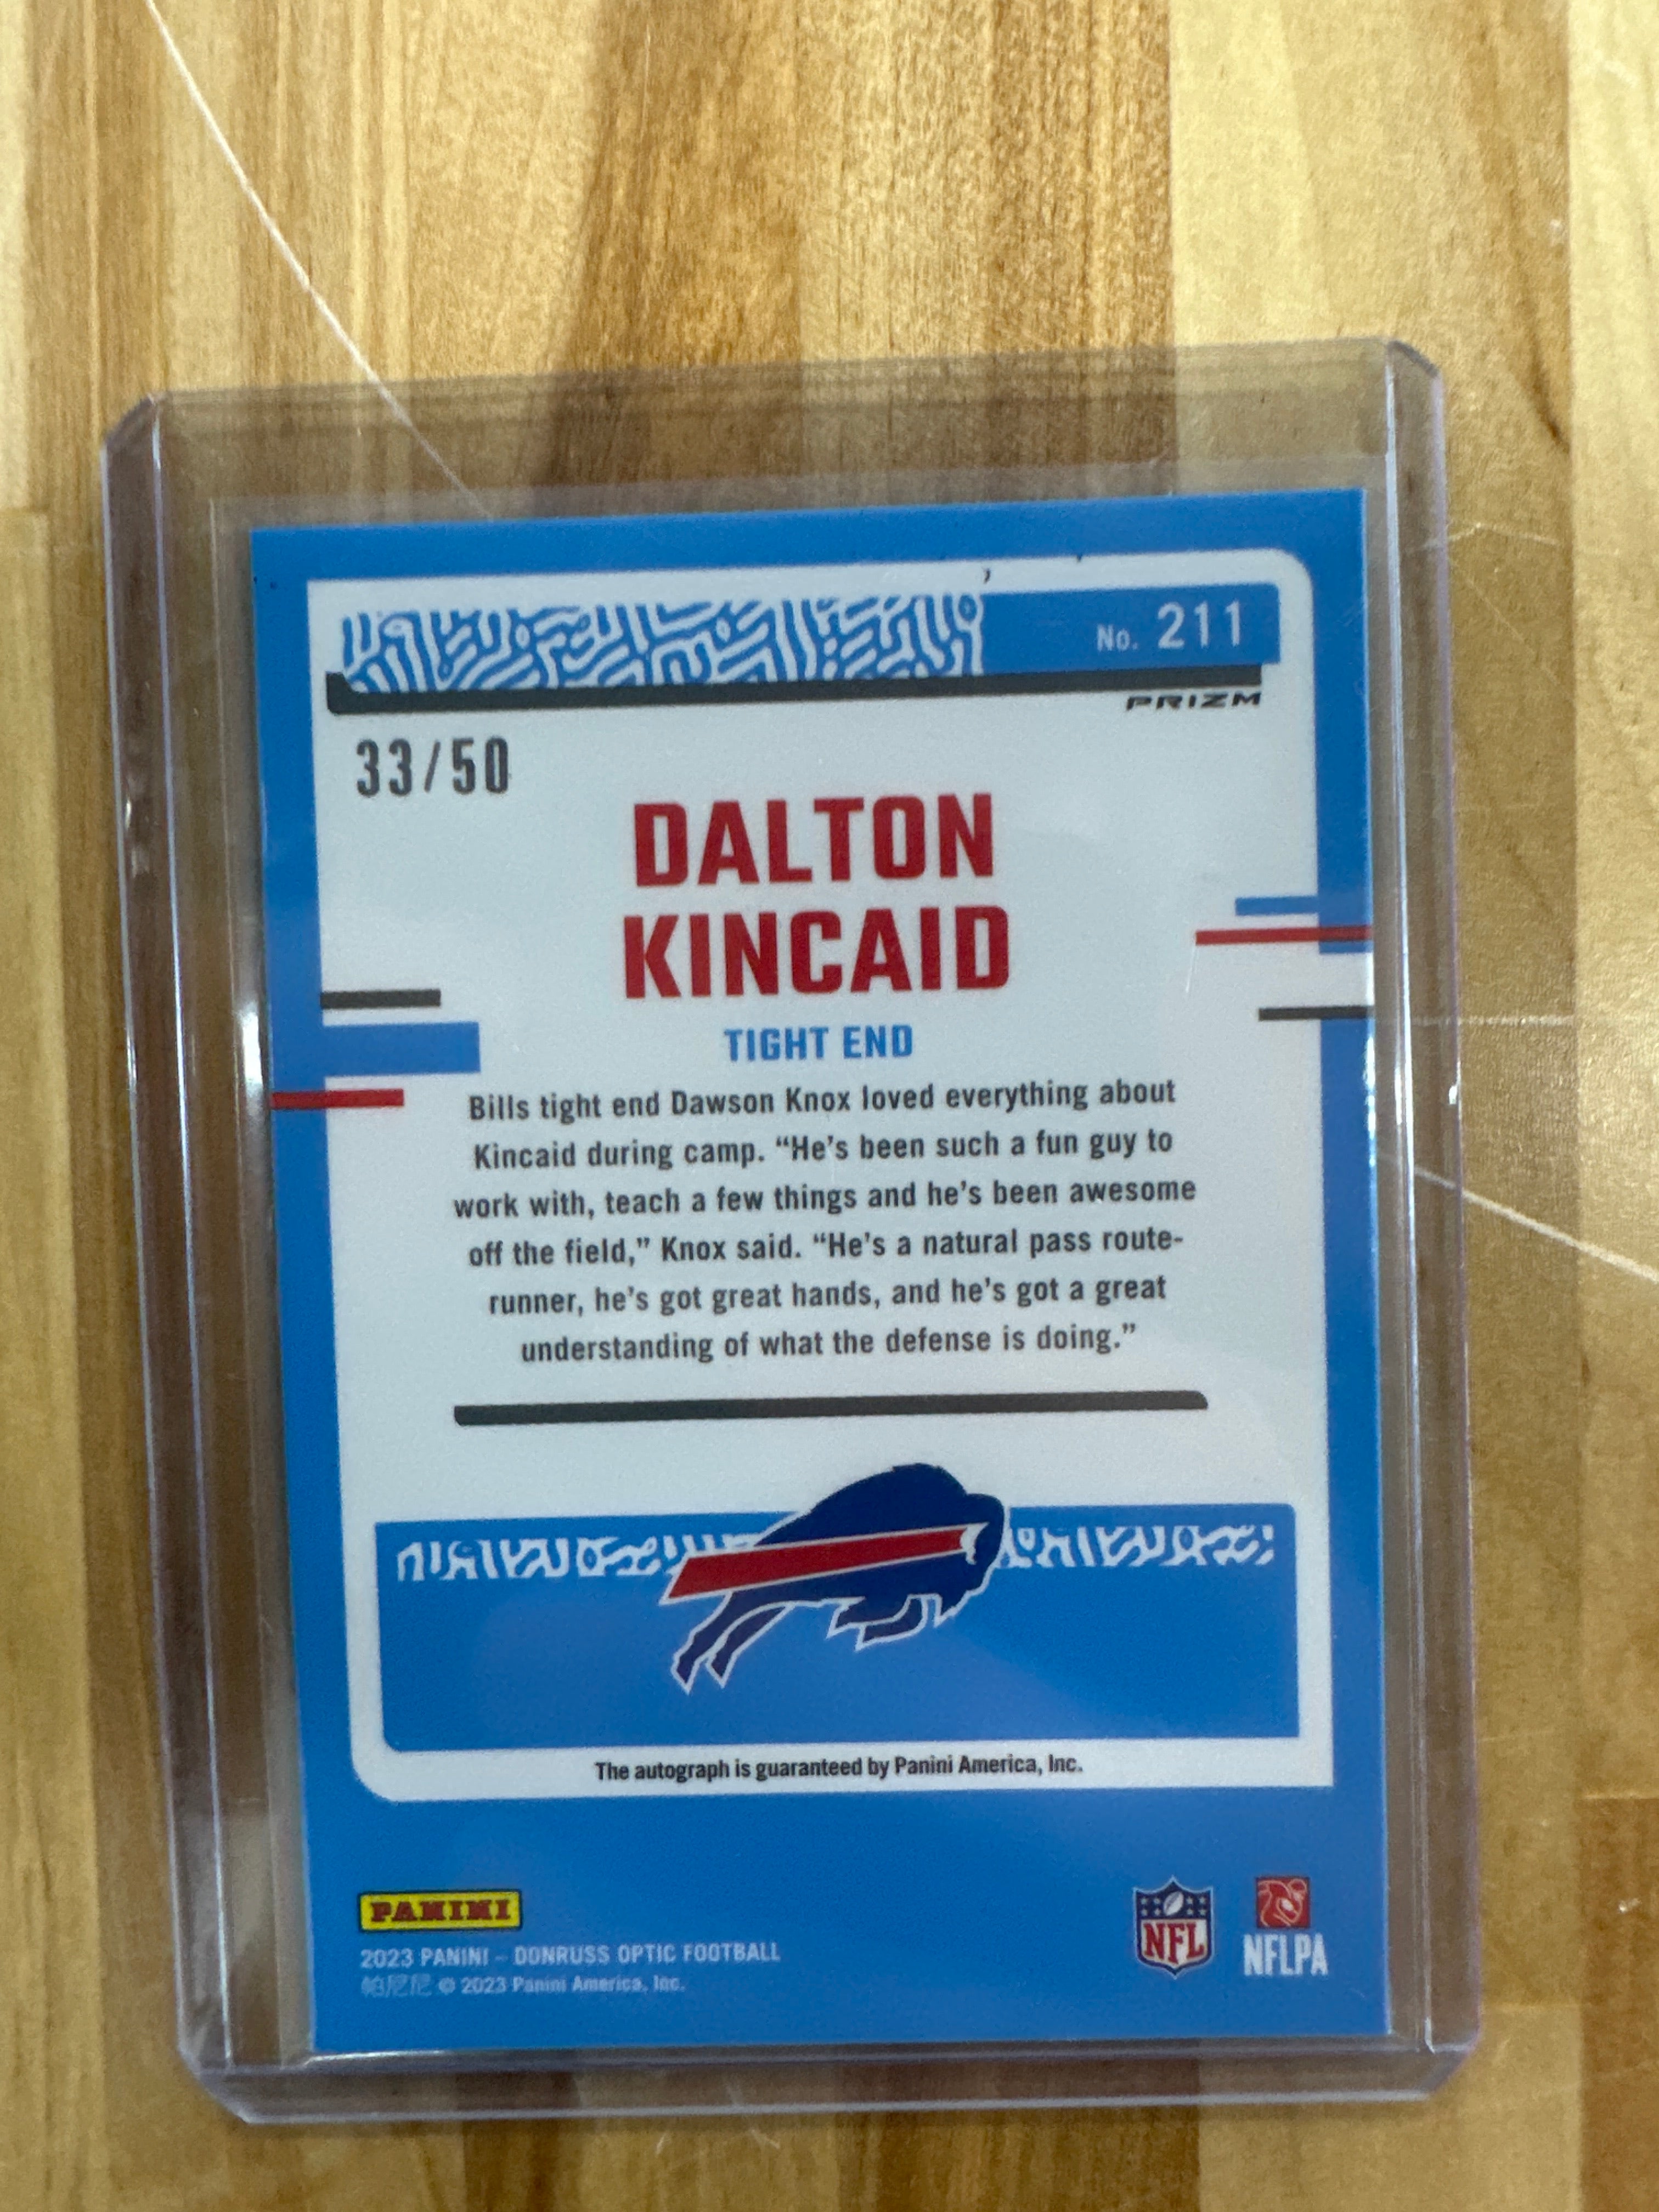 No. 211
PRIZM
33/50
DALTON
KINCAID
TIGHT END
Bills tight end Dawson Knox loved everything about
Kincaid during camp. “He’s been such a fun guy to
work with, teach a few things and he’s been awesome
off the field,” Knox said. “He’s a natural pass route-
runner, he’s got great hands, and he’s got a great
understanding of what the defense is doing.”
The autograph is guaranteed by Panini America, Inc.
PANINI
2023 PANINI – DONRUSS OPTIC FOOTBALL
帕尼尼 © 2023 Panini America, Inc.
NFL
NFLPA